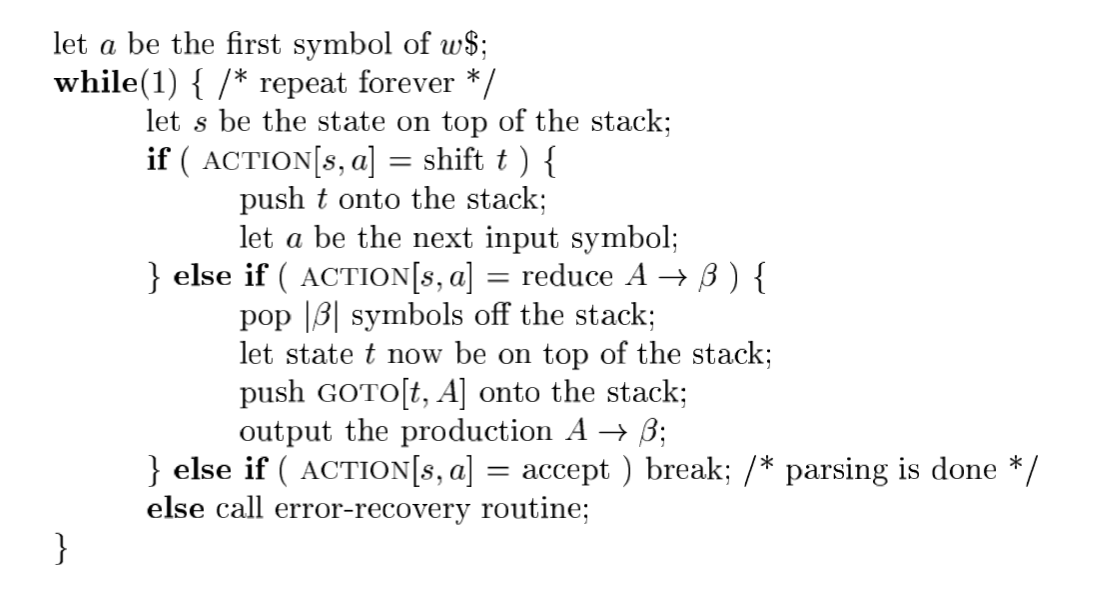 let a be the first symbol of w$;
while(1) { /* repeat forever */
let s be the state on top of the stack;
if ( ACTION[s, a] = shift t ) {
push t onto the stack;
let a be the next input symbol;
} else if ( ACTION[s, a] = reduce A → β ) {
pop |β| symbols off the stack;
let state t now be on top of the stack;
push GOTO[t, A] onto the stack;
output the production A → β;
} else if ( ACTION[s, a] = accept ) break; /* parsing is done */
else call error-recovery routine;
}